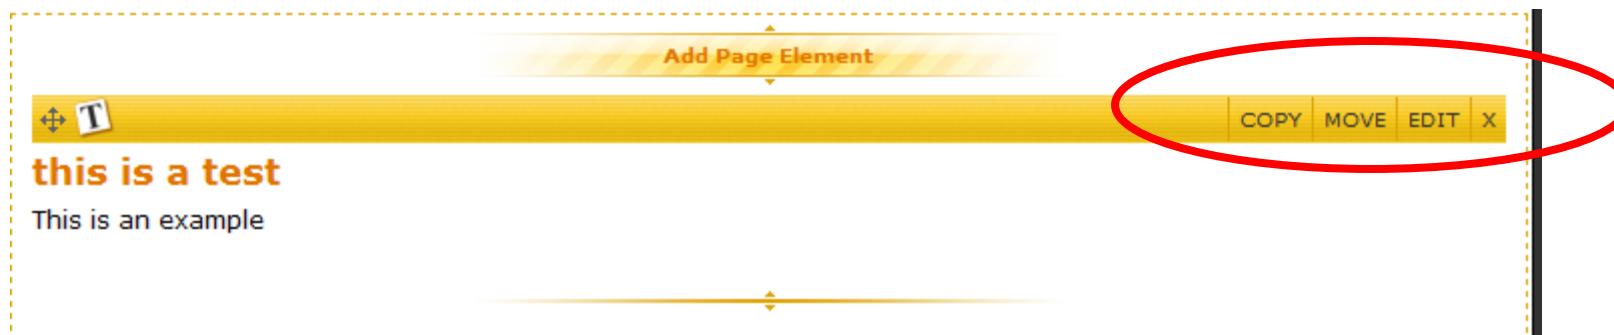 Add Page Element
T COPY MOVE EDIT X
this is a test
This is an example